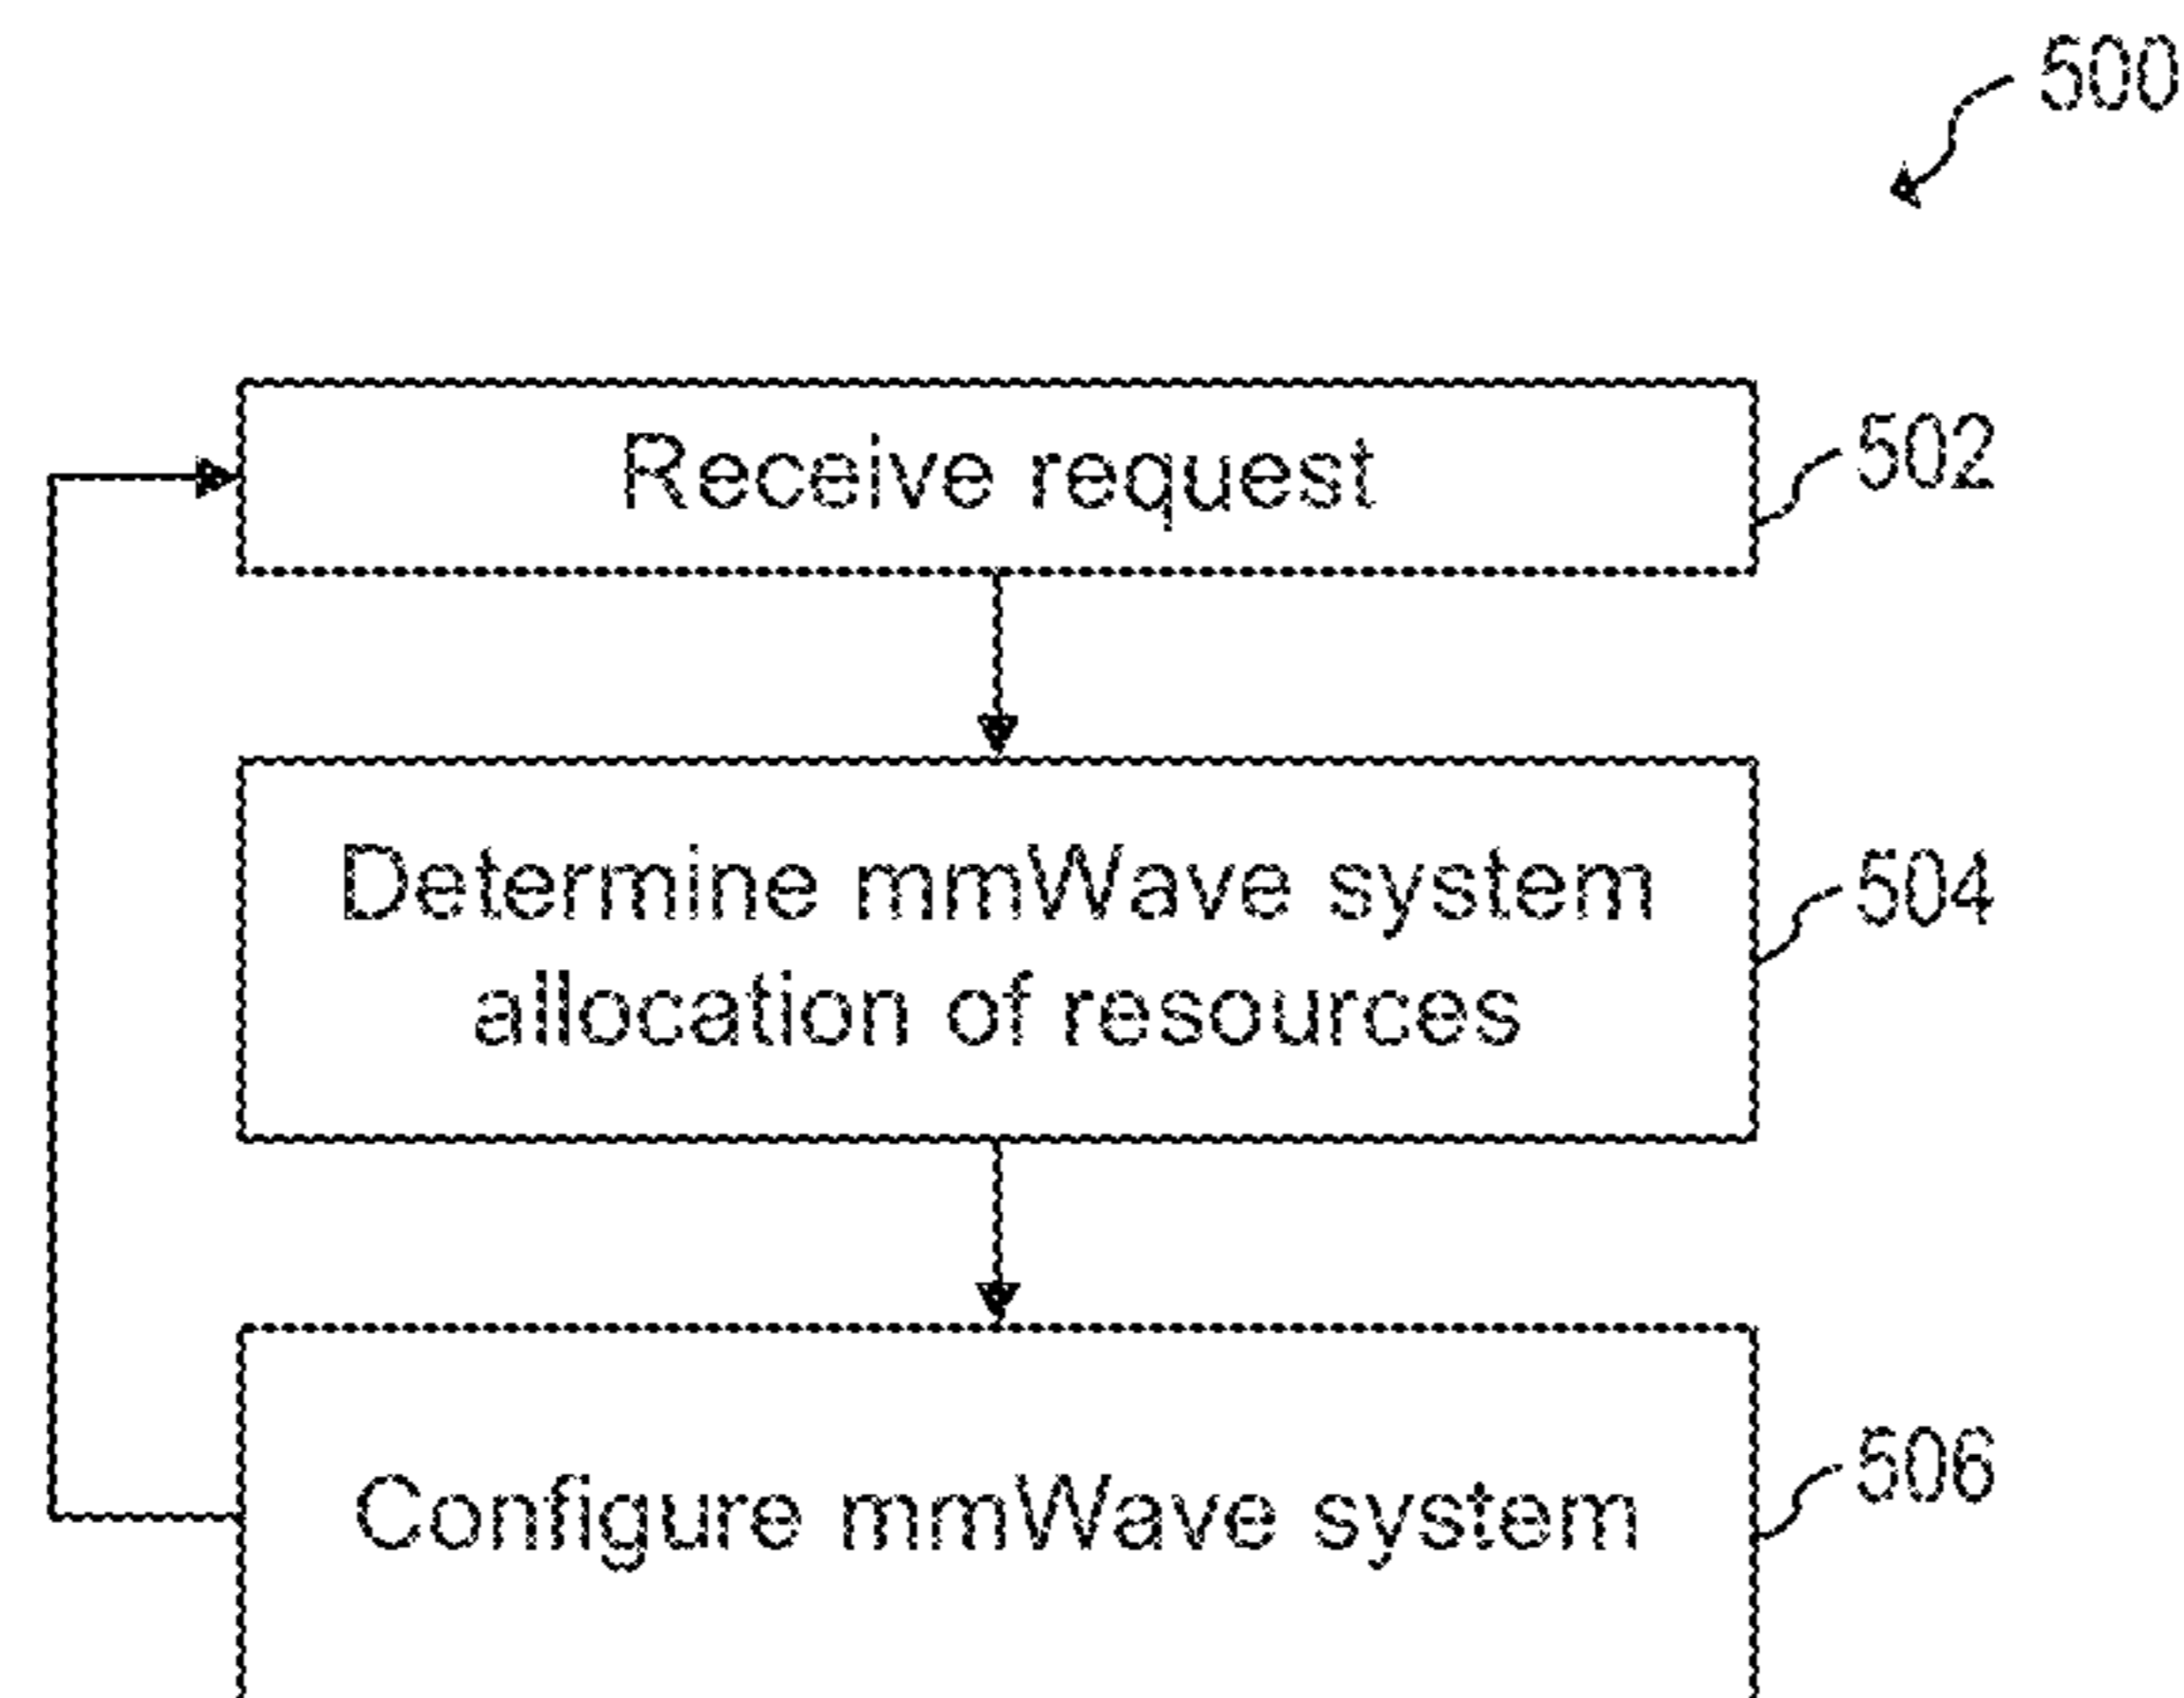 500
Receive request
502
Determine mmWave system
allocation of resources
504
Configure mmWave system
506